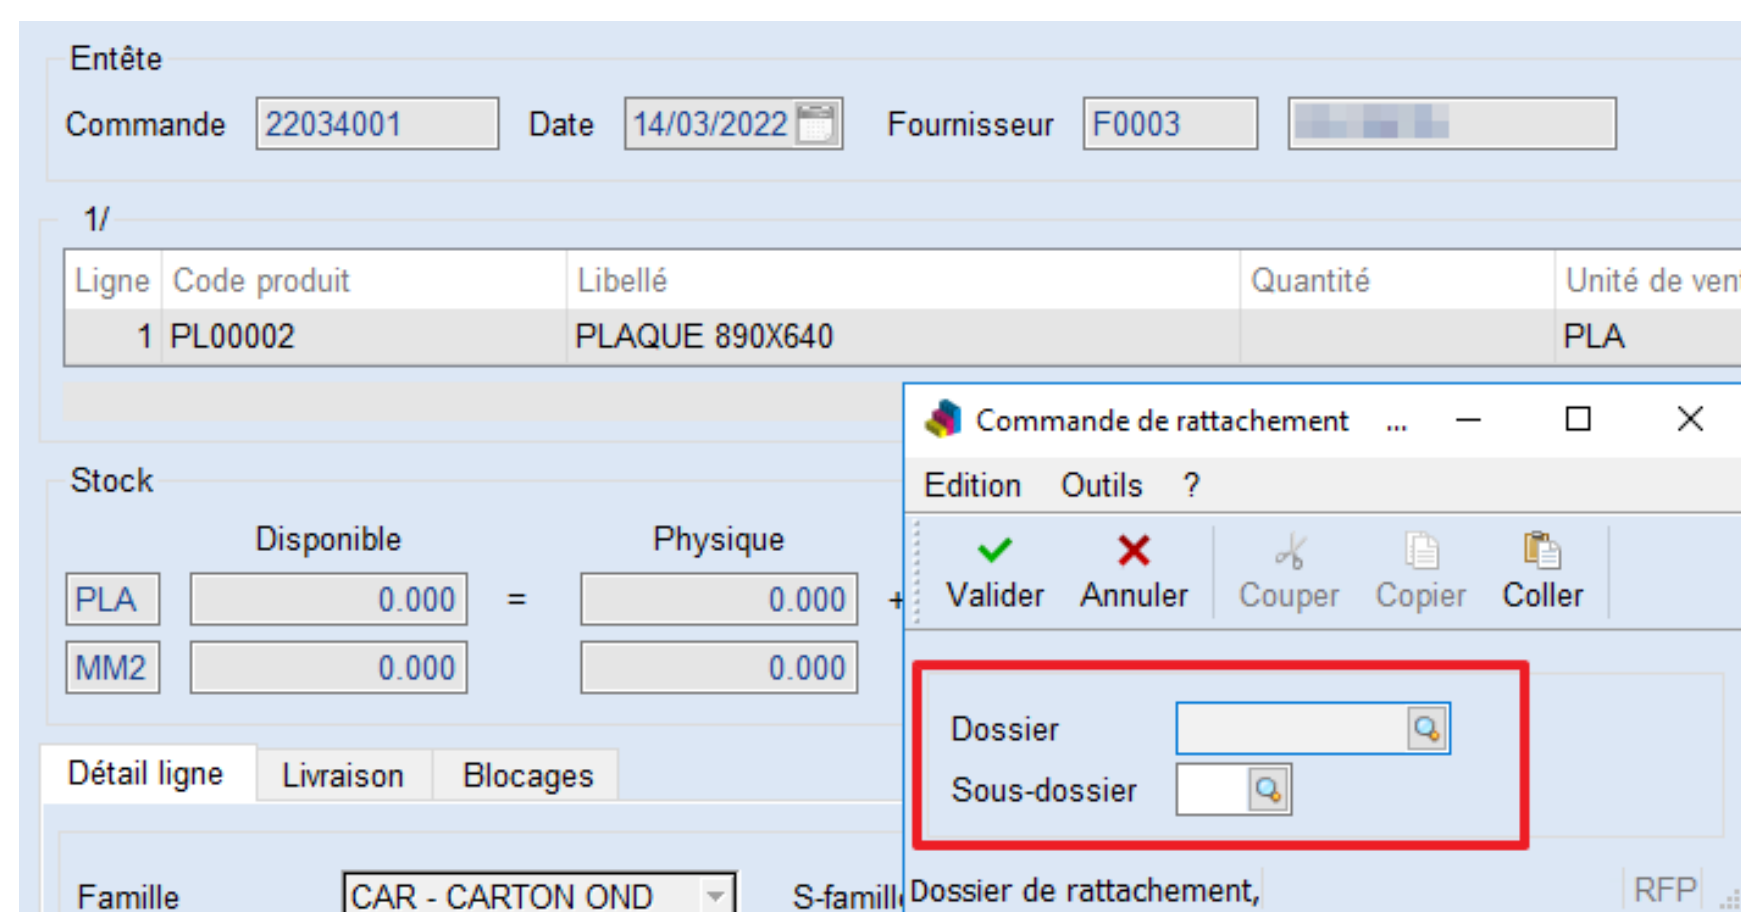 Entête
Commande 22034001 Date 14/03/2022 Fournisseur F0003
1/
Ligne Code produit Libellé Quantité Unité de vent
1 PL00002 PLAQUE 890X640 PLA
Commande de rattachement ...
Stock
Edition Outils ?
Disponible Physique
Valider Annuler Couper Copier Coller
PLA 0.000 = 0.000 +
MM2 0.000 0.000
Dossier
Sous-dossier
Détail ligne Livraison Blocages
Famille CAR - CARTON OND S-famill
Dossier de rattachement, RFP